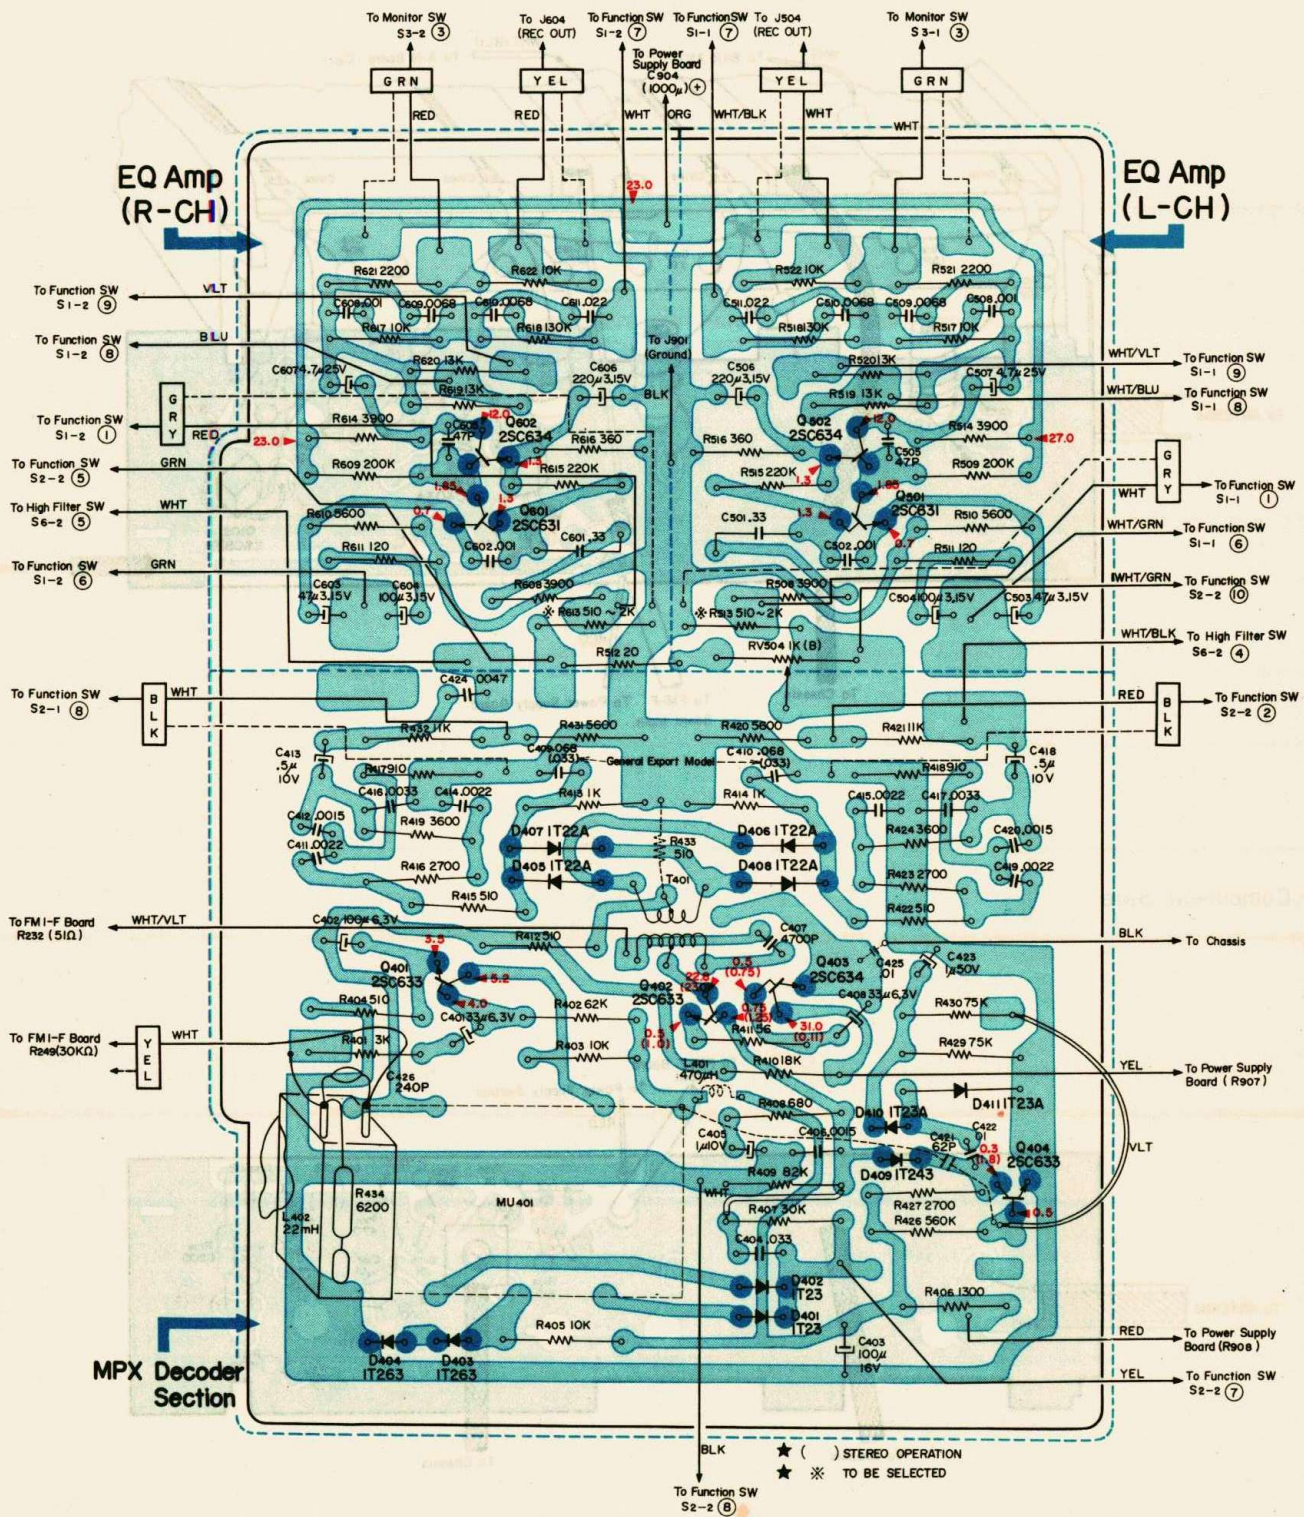 To Monitor SW
S3-2 ③
To J604
(REC OUT)
To Function SW
S1-2 ⑦
To Function SW
S1-1 ⑦
To J504
(REC OUT)
To Monitor SW
S3-1 ③
To Power
Supply Board
C904
(1000μ) ⊕
GRN
YEL
YEL
GRN
RED
RED
WHT
ORG
WHT/BLK
WHT
WHT
EQ Amp
(R-CH)
EQ Amp
(L-CH)
23.0
R621 2200
R622 10K
R522 10K
R521 2200
To Function SW
S1-2 ⑨
VLT
C608 .001
C609 .0068
C610 .0068
C611 .022
C511 .022
C510 .0068
C509 .0068
C508 .001
R617 10K
R618 130K
R518 130K
R517 10K
To Function SW
S1-2 ⑧
BLU
To J901
(Ground)
R620 13K
R520 13K
WHT/VLT
To Function SW
S1-1 ⑨
C607 4.7μ 25V
C606
220μ 3.15V
C506
220μ 3.15V
C507 4.7μ 25V
R619 13K
BLK
R519 13K
WHT/BLU
To Function SW
S1-1 ⑧
GRY
12.0
12.0
To Function SW
S1-2 ①
RED
23.0
R614 3900
47P
Q602
2SC634
R616 360
R516 360
Q502
2SC634
C505
47P
R514 3900
27.0
GRY
To Function SW
S2-2 ⑤
GRN
R609 200K
1.3
R615 220K
R515 220K
1.3
R509 200K
WHT
To Function SW
S1-1 ①
1.85
1.85
To High Filter SW
S6-2 ⑤
WHT
R610 5600
0.7
1.3
Q601
2SC631
C601 .33
C501 .33
1.3
Q501
2SC631
0.7
R510 5600
WHT/GRN
To Function SW
S1-1 ⑥
R611 120
C602 .001
C502 .001
R511 120
To Function SW
S1-2 ⑥
GRN
C603
47μ 3.15V
C604
100μ 3.15V
R608 3900
R508 3900
C504 100μ 3.15V
C503 47μ 3.15V
WHT/GRN
To Function SW
S2-2 ⑩
※ R613 510~2K
※ R513 510~2K
R512 20
RV504 1K (B)
WHT/BLK
To High Filter SW
S6-2 ④
To Function SW
S2-1 ⑧
WHT
BLK
C424 .0047
RED
BLK
To Function SW
S2-2 ②
R432 11K
R431 5600
R420 5600
R421 11K
C413
.5μ
10V
C409 .068
(.033)
General Export Model
C410 .068
(.033)
C418
.5μ
10V
R417 910
R418 910
C416 .0033
C414 .0022
R413 1K
R414 1K
C415 .0022
C417 .0033
C412 .0015
C411 .0022
R419 3600
D407 1T22A
R433
510
D406 1T22A
R424 3600
C420 .0015
R416 2700
D405 1T22A
T401
D408 1T22A
R423 2700
C419 .0022
R415 510
R422 510
To FM I-F Board
R232 (51Ω)
WHT/VLT
C402 100μ 6.3V
R412 510
C407
4700P
BLK
To Chassis
3.5
Q401
2SC633
5.2
4.0
Q402
2SC633
0.5
(0.75)
Q403
2SC634
C425
.01
C423
1μ 50V
R404 510
C401 33μ 6.3V
R402 62K
0.75
(1.25)
C408 33μ 6.3V
R430 75K
To FM I-F Board
R249 (30KΩ)
WHT
YEL
R401 3K
R403 10K
0.5
(1.0)
R411 56
31.0
(0.11)
R429 75K
C426
240P
L401
470μH
R410 18K
YEL
To Power Supply
Board (R907)
R408 680
D411 1T23A
D410 1T23A
C405
1μ 10V
C406 .0015
C421
62P
C422
.01
Q404
2SC633
0.3
(1.8)
VLT
R409 82K
D409 1T243
WHT
R434
6200
MU401
L402
22mH
R407 30K
R427 2700
R426 560K
0.5
C404 .033
D402
1T23
D401
1T23
R406 1300
R405 10K
D404
1T263
D403
1T263
C403
100μ
16V
RED
To Power Supply
Board (R908)
MPX Decoder
Section
YEL
To Function SW
S2-2 ⑦
BLK
★ ( ) STEREO OPERATION
★ ※ TO BE SELECTED
To Function SW
S2-2 ⑧